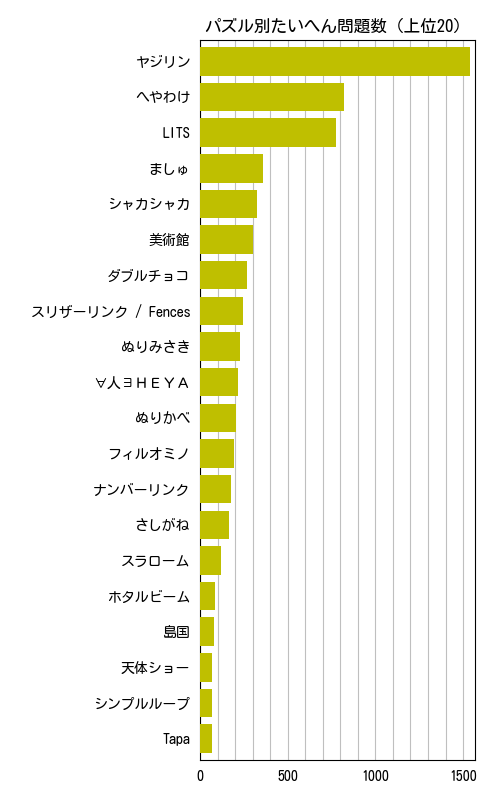 パズル別たいへん問題数 (上位20)
ヤジリン
へやわけ
LITS
ましゅ
シャカシャカ
美術館
ダブルチョコ
スリザーリンク / Fences
ぬりみさき
∀人∃ＨＥＹＡ
ぬりかべ
フィルオミノ
ナンバーリンク
さしがね
スラローム
ホタルビーム
島国
天体ショー
シンプルループ
Tapa
0 500 1000 1500